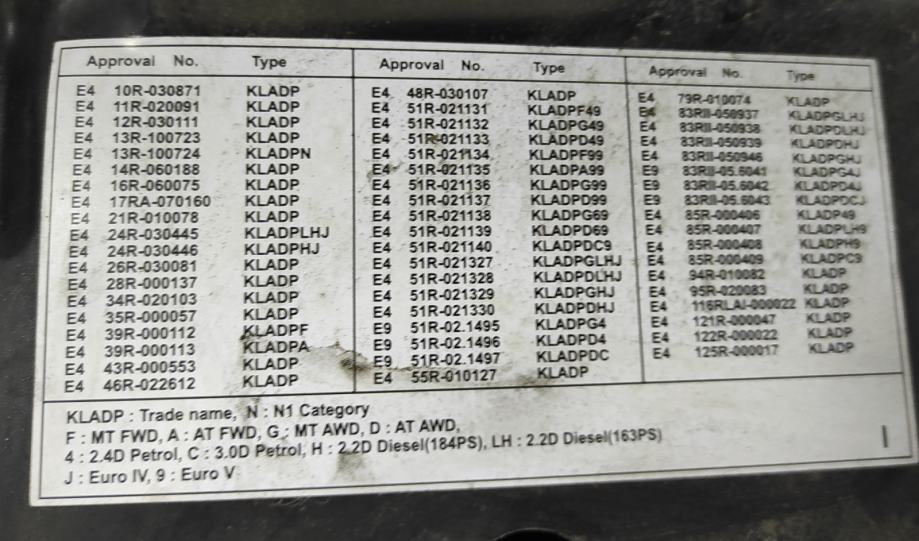 Approval No. Type
E4 10R-030871 KLADP
E4 11R-020091 KLADP
E4 12R-030111 KLADP
E4 13R-100723 KLADP
E4 13R-100724 KLADPN
E4 14R-060188 KLADP
E4 16R-060075 KLADP
E4 17RA-070160 KLADP
E4 21R-010078 KLADP
E4 24R-030445 KLADPLHJ
E4 24R-030446 KLADPHJ
E4 26R-030081 KLADP
E4 28R-000137 KLADP
E4 34R-020103 KLADP
E4 35R-000057 KLADP
E4 39R-000112 KLADPF
E4 39R-000113 KLADPA
E4 43R-000553 KLADP
E4 46R-022612 KLADP
Approval No. Type
E4 48R-030107 KLADP
E4 51R-021131 KLADPF49
E4 51R-021132 KLADPG49
E4 51R-021133 KLADPD49
E4 51R-021134 KLADPF99
E4 51R-021135 KLADPA99
E4 51R-021136 KLADPG99
E4 51R-021137 KLADPD99
E4 51R-021138 KLADPG69
E4 51R-021139 KLADPD69
E4 51R-021140 KLADPDC9
E4 51R-021327 KLADPGLHJ
E4 51R-021328 KLADPDLHJ
E4 51R-021329 KLADPGHJ
E4 51R-021330 KLADPDHJ
E9 51R-02.1495 KLADPG4
E9 51R-02.1496 KLADPD4
E9 51R-02.1497 KLADPDC
E4 55R-010127 KLADP
Approval No. Type
E4 79R-010074 KLADP
E4 83RII-050937 KLADPGLHJ
E4 83RII-050938 KLADPDLHJ
E4 83RII-050939 KLADPDHJ
E4 83RII-050946 KLADPGHJ
E9 83RII-05.6041 KLADPG4J
E9 83RII-05.6042 KLADPD4J
E9 83RII-05.6043 KLADPDCJ
E4 85R-000406 KLADP49
E4 85R-000407 KLADPLH9
E4 85R-000408 KLADPH9
E4 85R-000409 KLADPC9
E4 94R-010082 KLADP
E4 95R-020083 KLADP
E4 116RLAI-000022 KLADP
E4 121R-000047 KLADP
E4 122R-000022 KLADP
E4 125R-000017 KLADP
KLADP : Trade name, N : N1 Category
F : MT FWD, A : AT FWD, G : MT AWD, D : AT AWD,
4 : 2.4D Petrol, C : 3.0D Petrol, H : 2.2D Diesel(184PS), LH : 2.2D Diesel(163PS)
J : Euro IV, 9 : Euro V
I